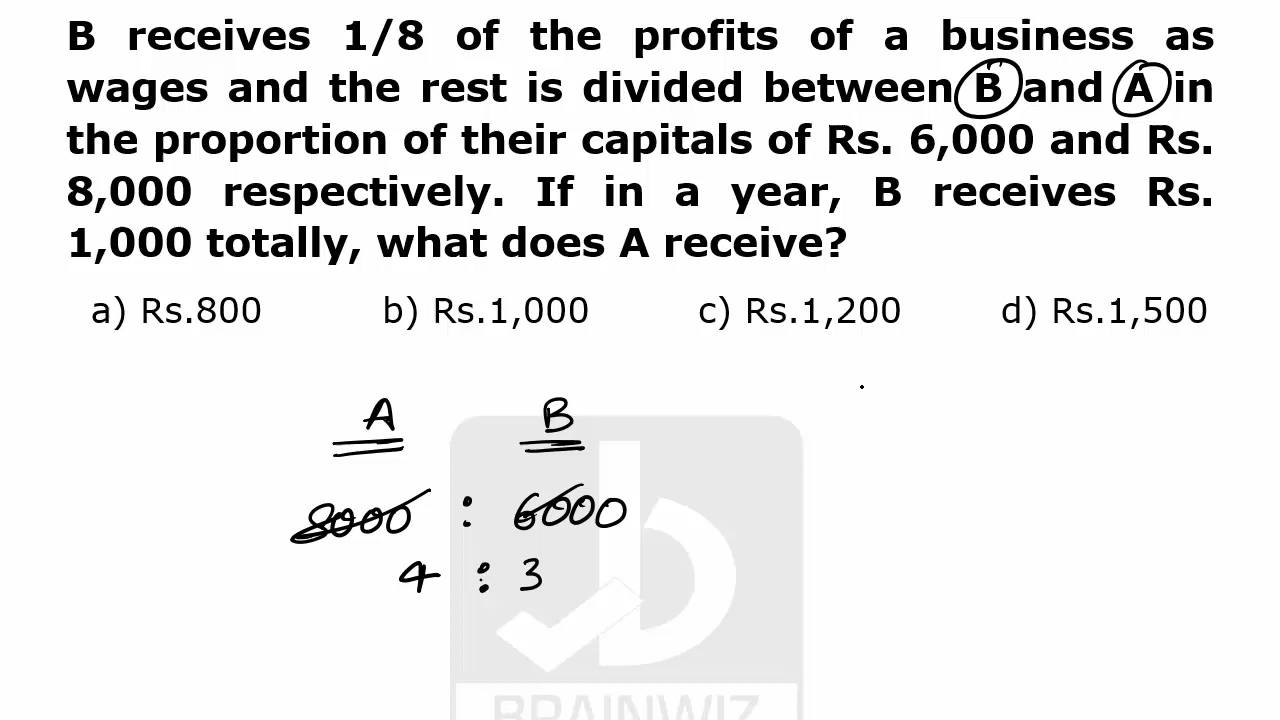 B receives 1/8 of the profits of a business as
wages and the rest is divided between B and A in
the proportion of their capitals of Rs. 6,000 and Rs.
8,000 respectively. If in a year, B receives Rs.
1,000 totally, what does A receive?
a) Rs.800 b) Rs.1,000 c) Rs.1,200 d) Rs.1,500
A B
8000 : 6000
4 : 3
BRAINWIZ